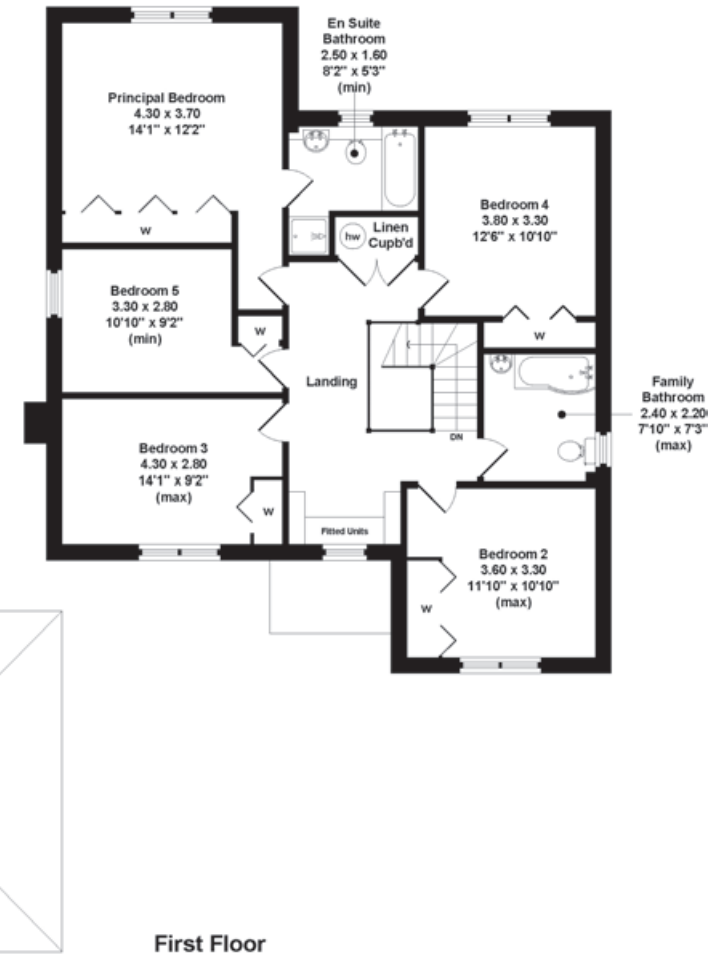 En Suite
Bathroom
2.50 x 1.60
8'2" x 5'3"
(min)
Principal Bedroom
4.30 x 3.70
14'1" x 12'2"
W
Linen
Cupb'd
hw
Bedroom 4
3.80 x 3.30
12'6" x 10'10"
W
Bedroom 5
3.30 x 2.80
10'10" x 9'2"
(min)
W
Landing
DN
Family
Bathroom
2.40 x 2.20
7'10" x 7'3"
(max)
Bedroom 3
4.30 x 2.80
14'1" x 9'2"
(max)
W
Fitted Units
Bedroom 2
3.60 x 3.30
11'10" x 10'10"
(max)
W
First Floor